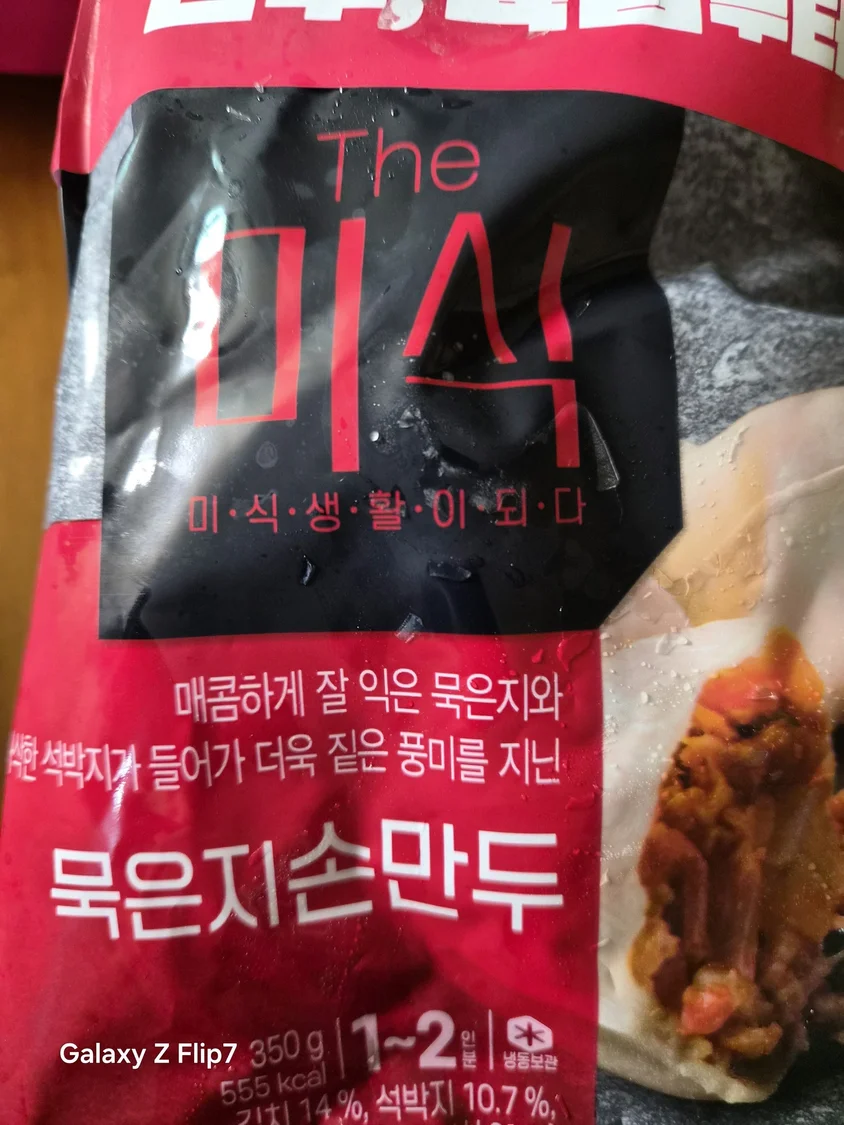 The
미식
미·식·생·활·이·되·다
매콤하게 잘 익은 묵은지와
석박지가 들어가 더욱 짙은 풍미를 지닌
묵은지손만두
350 g
1~2인분
냉동보관
555 kcal
김치 14 %, 석박지 10.7 %,
Galaxy Z Flip7